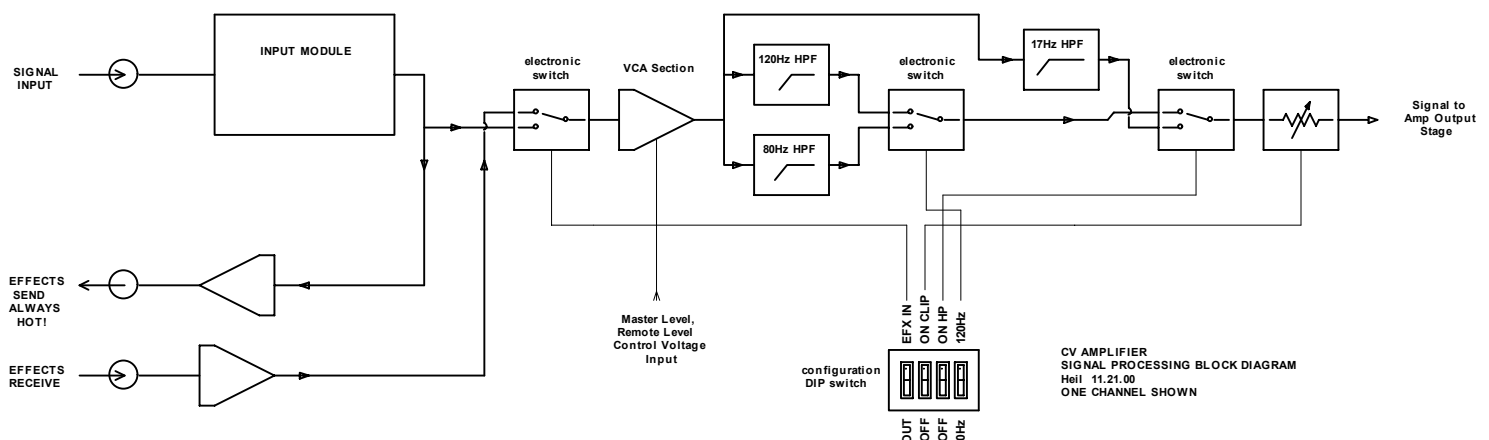 INPUT MODULE
SIGNAL
INPUT
electronic
switch
VCA Section
120Hz HPF
80Hz HPF
electronic
switch
17Hz HPF
electronic
switch
Signal to
Amp Output
Stage
EFFECTS
SEND
ALWAYS
HOT!
EFFECTS
RECEIVE
Master Level,
Remote Level
Control Voltage
Input
EFX IN
ON CLIP
ON HP
120Hz
configuration
DIP switch
OUT
OFF
OFF
CV AMPLIFIER
SIGNAL PROCESSING BLOCK DIAGRAM
Heil 11.21.00
ONE CHANNEL SHOWN